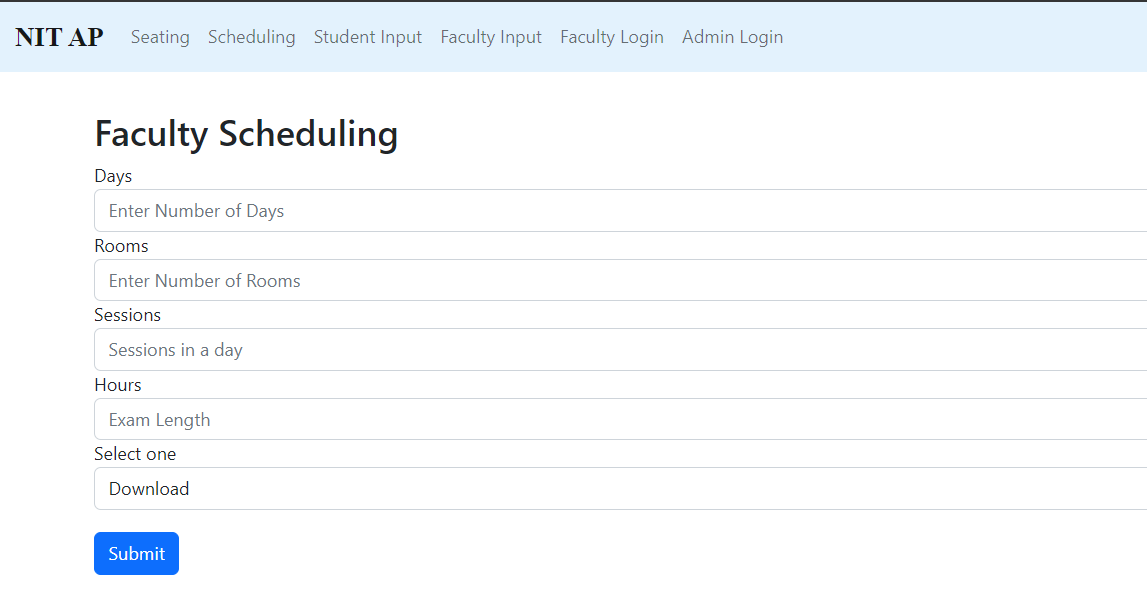 NIT AP Seating Scheduling Student Input Faculty Input Faculty Login Admin Login
Faculty Scheduling
Days
Enter Number of Days
Rooms
Enter Number of Rooms
Sessions
Sessions in a day
Hours
Exam Length
Select one
Download
Submit